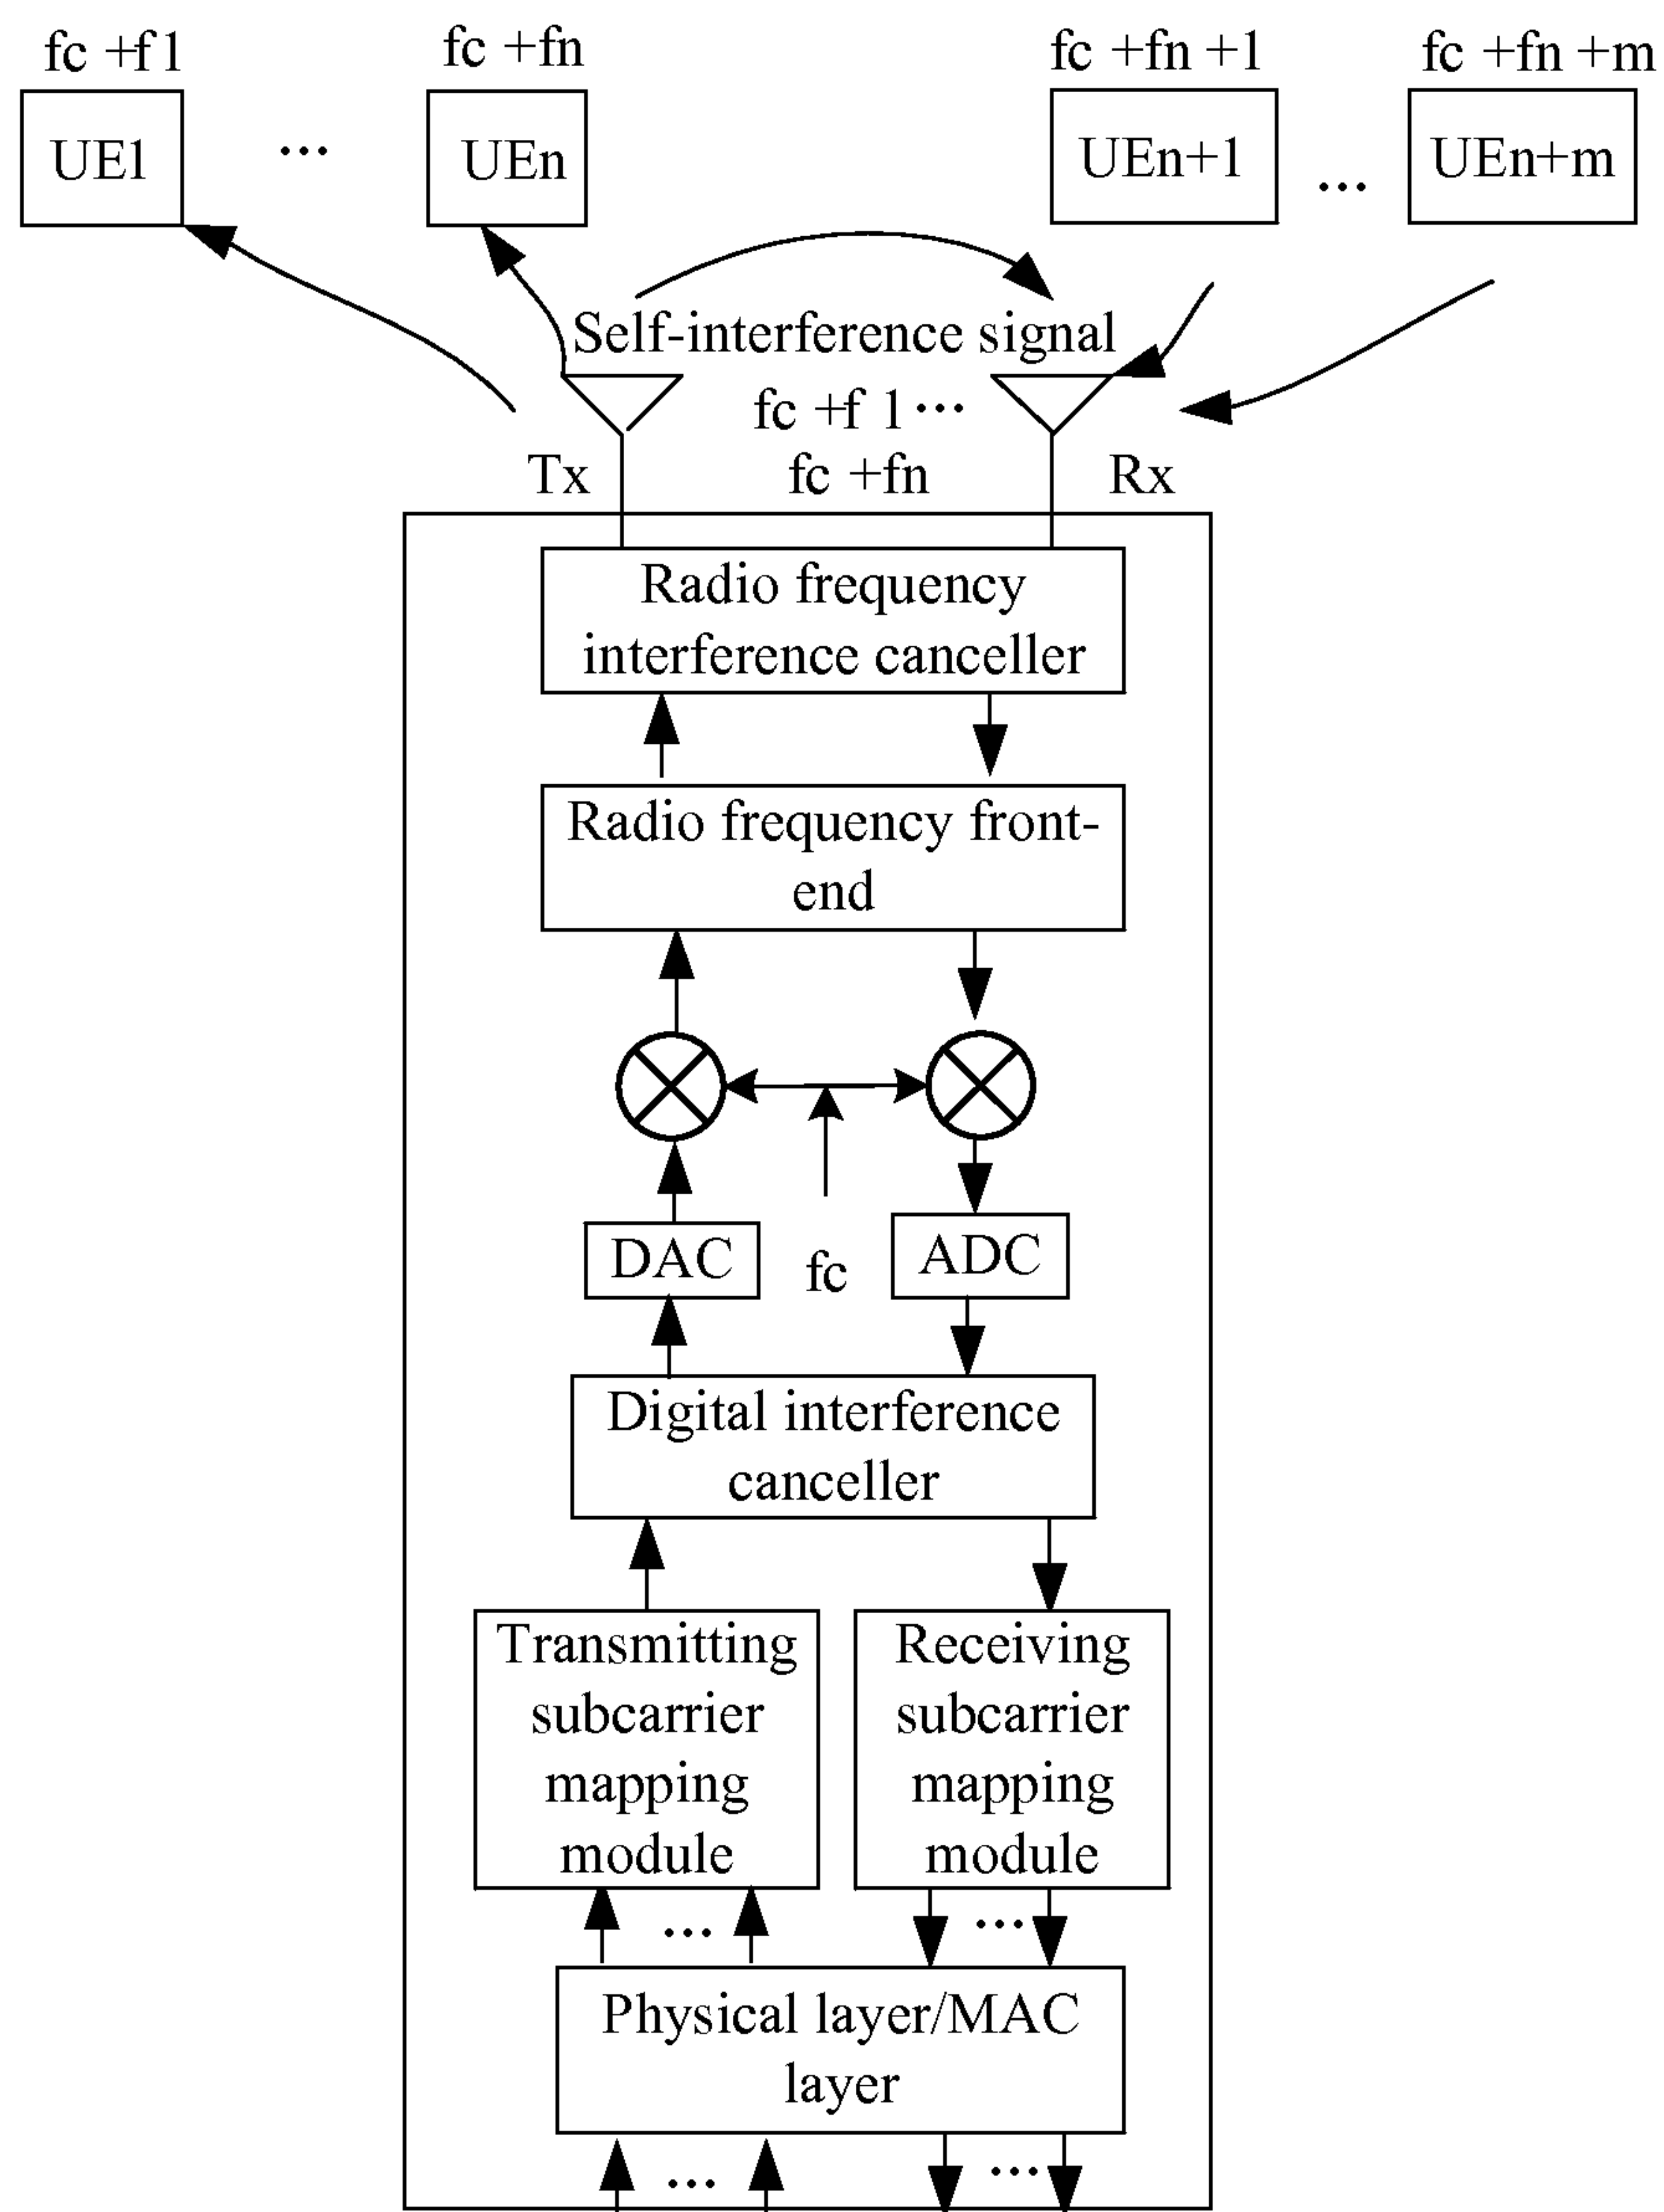 fc +f 1
fc +fn
fc +fn +1
fc +fn +m
UE1
...
UEn
UEn+1
...
UEn+m
Self-interference signal
fc +f 1 ...
fc +fn
Tx
Rx
Radio frequency
interference canceller
Radio frequency front-
end
DAC
fc
ADC
Digital interference
canceller
Transmitting
subcarrier
mapping
module
Receiving
subcarrier
mapping
module
...
...
Physical layer/MAC
layer
...
...